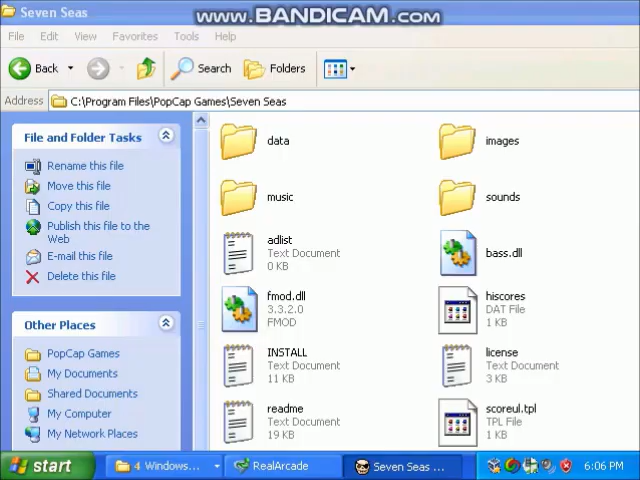 Seven Seas
www.BANDICAM.com
File Edit View Favorites Tools Help
Back Search Folders
Address C:\Program Files\PopCap Games\Seven Seas
File and Folder Tasks
Rename this file
Move this file
Copy this file
Publish this file to the
Web
E-mail this file
Delete this file
Other Places
PopCap Games
My Documents
Shared Documents
My Computer
My Network Places
data
images
music
sounds
adlist
Text Document
0 KB
bass.dll
fmod.dll
3.3.2.0
FMOD
hiscores
DAT File
1 KB
INSTALL
Text Document
11 KB
license
Text Document
3 KB
readme
Text Document
19 KB
scoreul.tpl
TPL File
1 KB
start
4 Windows...
RealArcade
Seven Seas ...
6:06 PM